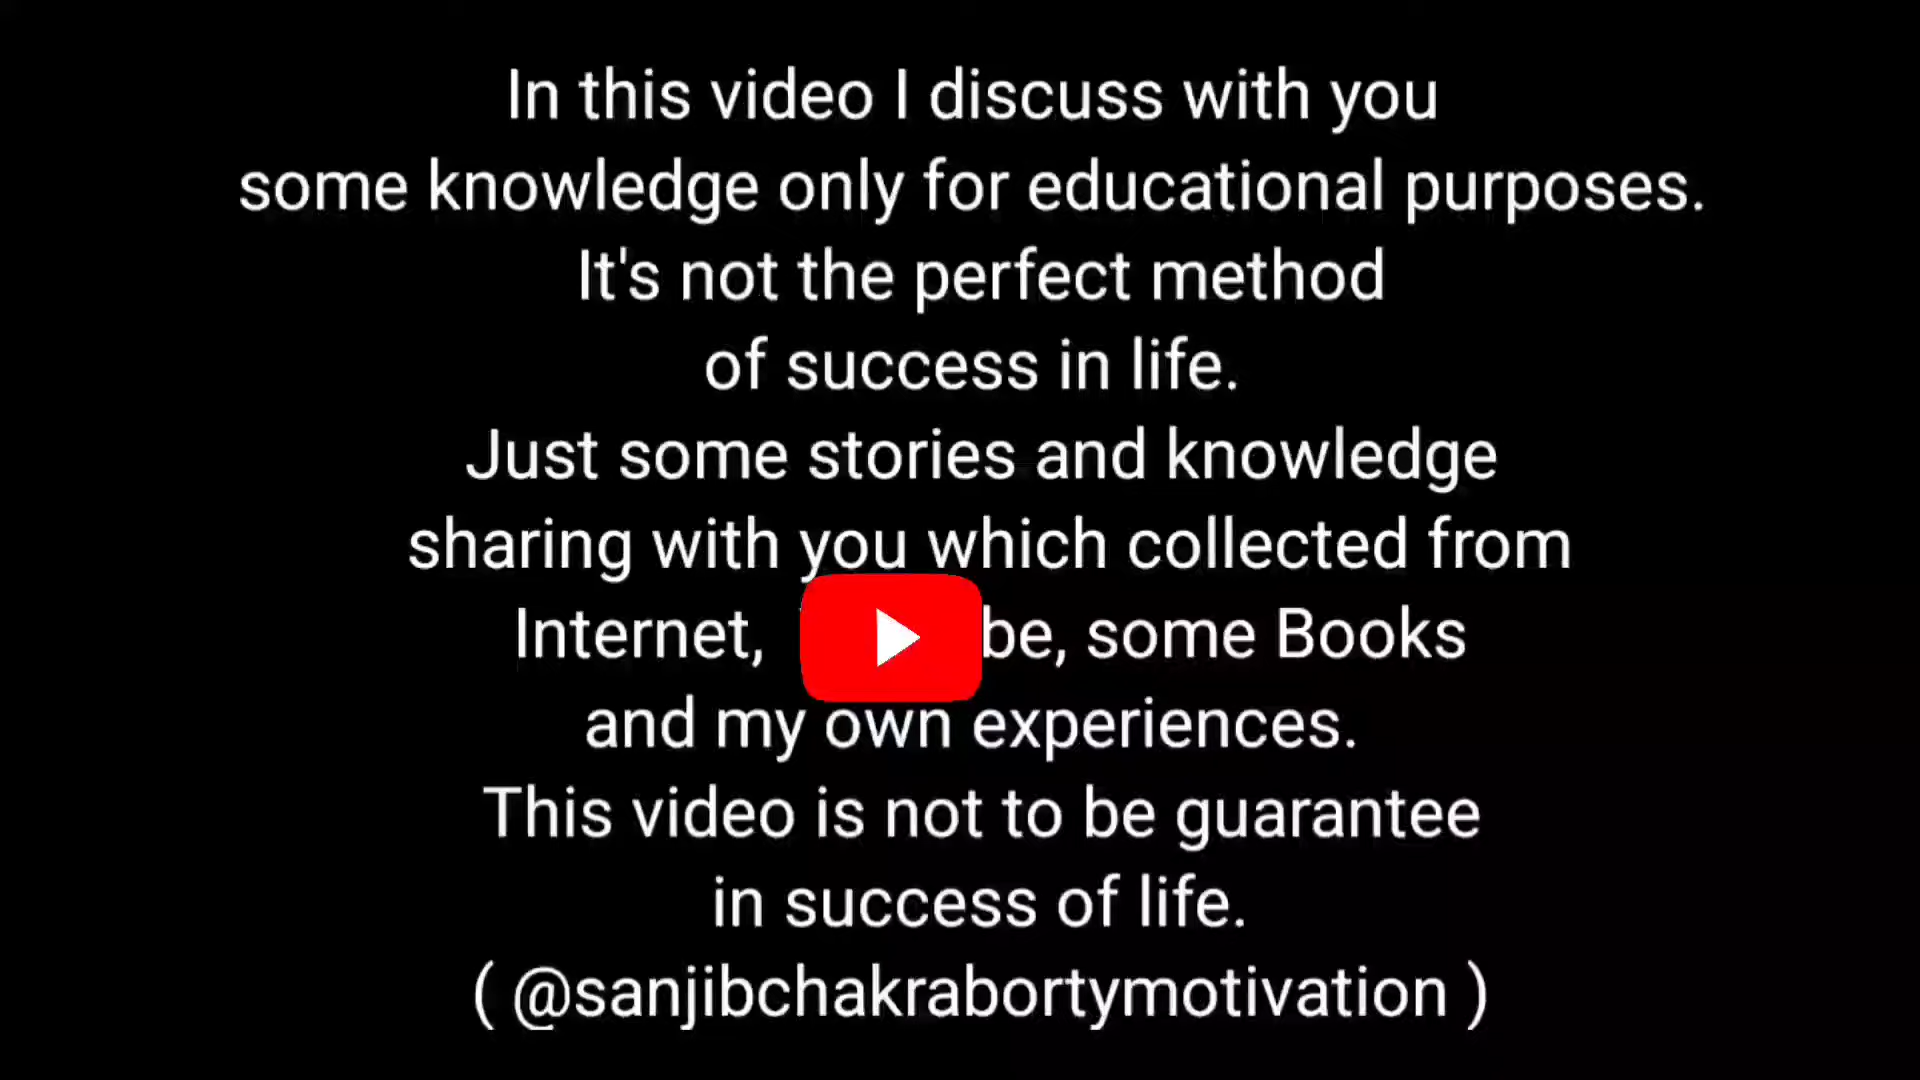 In this video I discuss with you
some knowledge only for educational purposes.
It's not the perfect method
of success in life.
Just some stories and knowledge
sharing with you which collected from
Internet, be, some Books
and my own experiences.
This video is not to be guarantee
in success of life.
( @sanjibchakrabortymotivation )